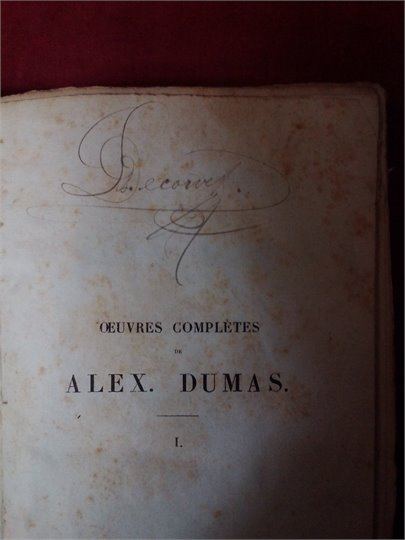 ŒUVRES COMPLÈTES
DE
ALEX. DUMAS.
I.